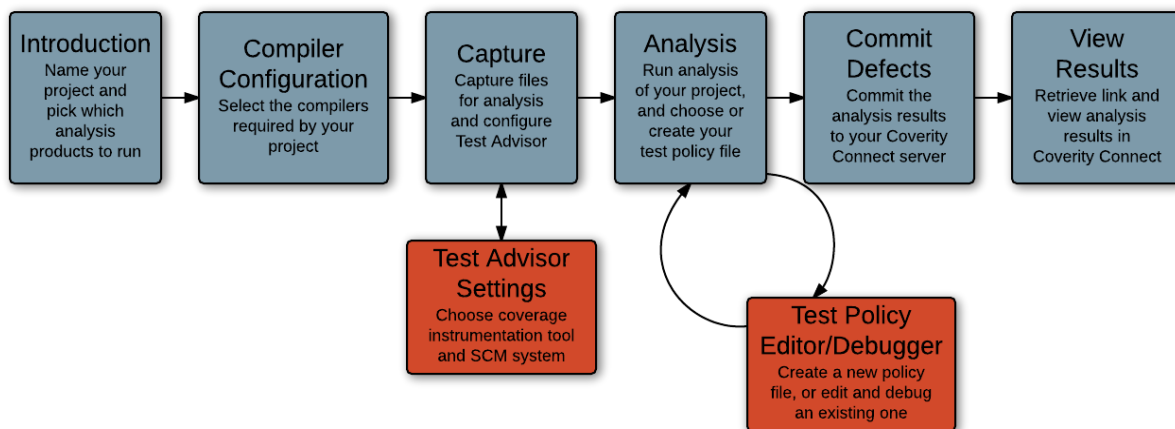 Introduction
Name your
project and
pick which
analysis
products to run
Compiler
Configuration
Select the compilers
required by your
project
Capture
Capture files
for analysis
and configure
Test Advisor
Analysis
Run analysis
of your project,
and choose or
create your
test policy file
Commit
Defects
Commit the
analysis results
to your Coverity
Connect server
View
Results
Retrieve link and
view analysis
results in
Coverity Connect
Test Advisor
Settings
Choose coverage
instrumentation tool
and SCM system
Test Policy
Editor/Debugger
Create a new policy
file, or edit and debug
an existing one